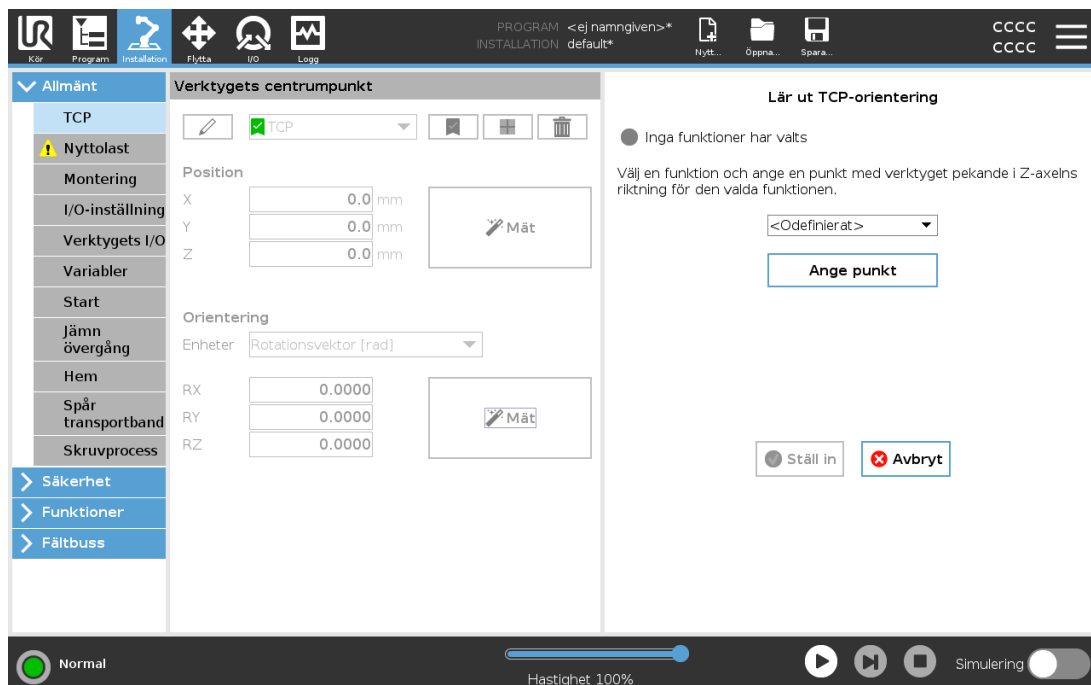 PROGRAM <ej namngiven>*
INSTALLATION default*
Kör
Program
Installation
Flytta
I/O
Logg
Nytt...
Öppna...
Spara...
CCCC
CCCC
Allmänt
TCP
Nyttolast
Montering
I/O-inställning
Verktygets I/O
Variabler
Start
Jämn
övergång
Hem
Spår
transportband
Skruvprocess
Säkerhet
Funktioner
Fältbuss
Verktygets centrumpunkt
TCP
Position
X 0.0 mm
Y 0.0 mm
Z 0.0 mm
Mät
Orientering
Enheter Rotationsvektor [rad]
RX 0.0000
RY 0.0000
RZ 0.0000
Mät
Lär ut TCP-orientering
Inga funktioner har valts
Välj en funktion och ange en punkt med verktyget pekande i Z-axelns
riktning för den valda funktionen.
<Odefinierat>
Ange punkt
Ställ in
Avbryt
Normal
Hastighet 100%
Simulering